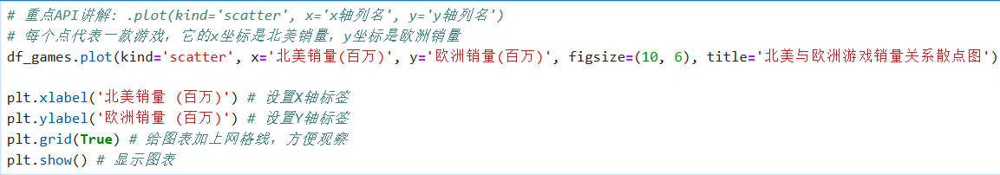 # 重点API讲解: .plot(kind='scatter', x='x轴列名', y='y轴列名')
# 每个点代表一款游戏，它的x坐标是北美销量，y坐标是欧洲销量
df_games.plot(kind='scatter', x='北美销量(百万)', y='欧洲销量(百万)', figsize=(10, 6), title='北美与欧洲游戏销量关系散点图')

plt.xlabel('北美销量 (百万)') # 设置X轴标签
plt.ylabel('欧洲销量 (百万)') # 设置Y轴标签
plt.grid(True) # 给图表加上网格线，方便观察
plt.show() # 显示图表